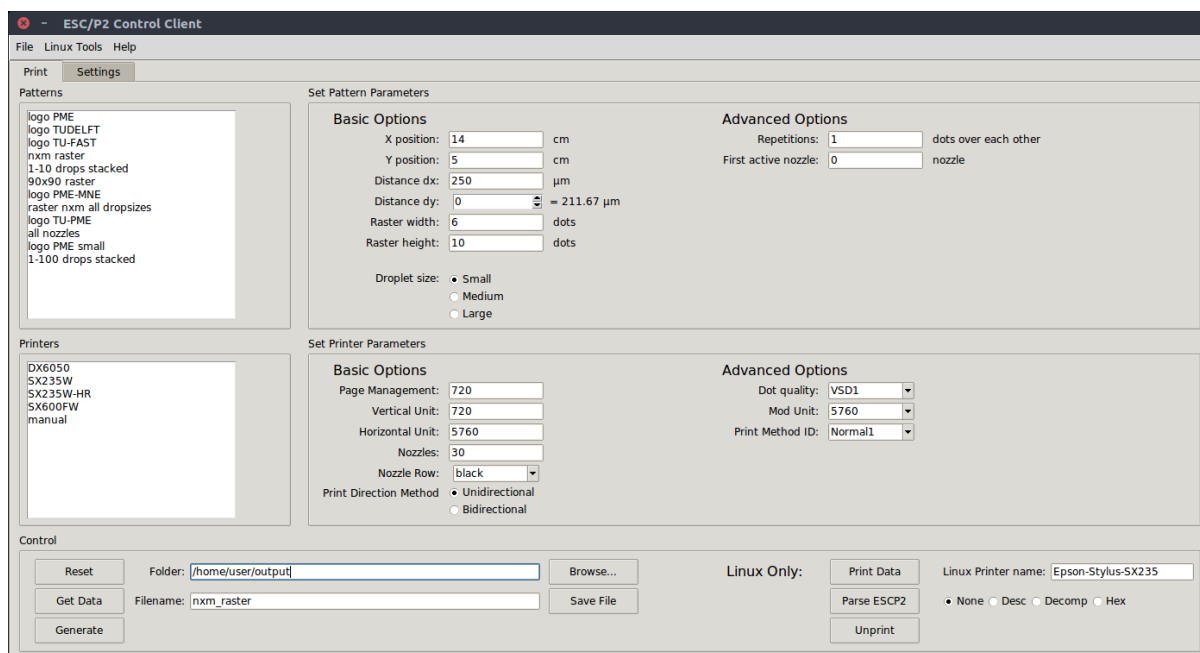 ESC/P2 Control Client
File Linux Tools Help
Print Settings
Patterns
logo PME
logo TUDELFT
logo TU-FAST
nxm raster
1-10 drops stacked
90x90 raster
logo PME-MNE
raster nxm all dropsizes
logo TU-PME
all nozzles
logo PME small
1-100 drops stacked
Set Pattern Parameters
Basic Options
X position: 14 cm
Y position: 5 cm
Distance dx: 250 µm
Distance dy: 0 = 211.67 µm
Raster width: 6 dots
Raster height: 10 dots
Droplet size: Small
Medium
Large
Advanced Options
Repetitions: 1 dots over each other
First active nozzle: 0 nozzle
Printers
DX6050
SX235W
SX235W-HR
SX600FW
manual
Set Printer Parameters
Basic Options
Page Management: 720
Vertical Unit: 720
Horizontal Unit: 5760
Nozzles: 30
Nozzle Row: black
Print Direction Method Unidirectional
Bidirectional
Advanced Options
Dot quality: VSD1
Mod Unit: 5760
Print Method ID: Normal1
Control
Reset Folder: /home/user/output Browse... Linux Only: Print Data Linux Printer name: Epson-Stylus-SX235
Get Data Filename: nxm_raster Save File Parse ESCP2 None Desc Decomp Hex
Generate Unprint